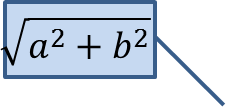 √(a² + b²)